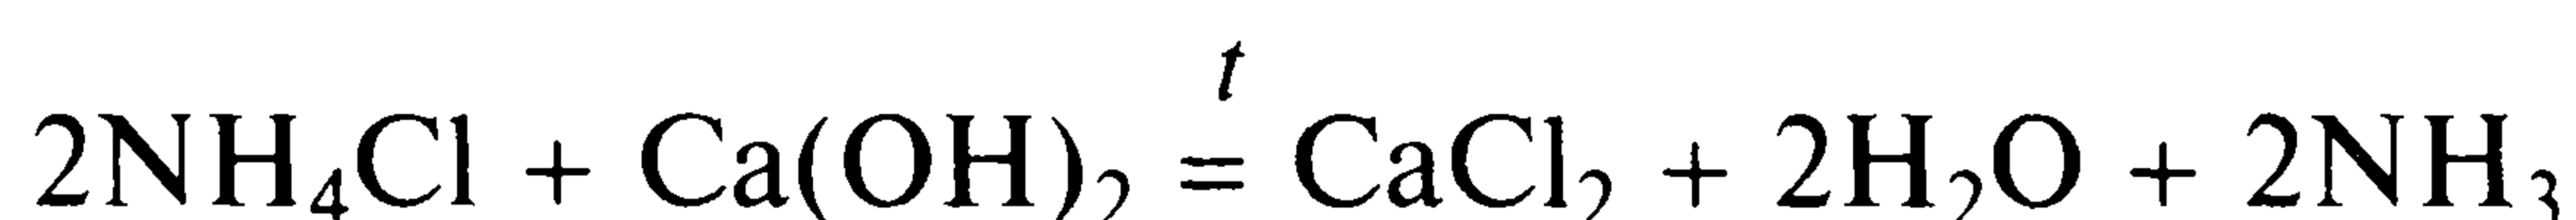 2NH₄Cl + Ca(OH)₂ =ᵗ CaCl₂ + 2H₂O + 2NH₃